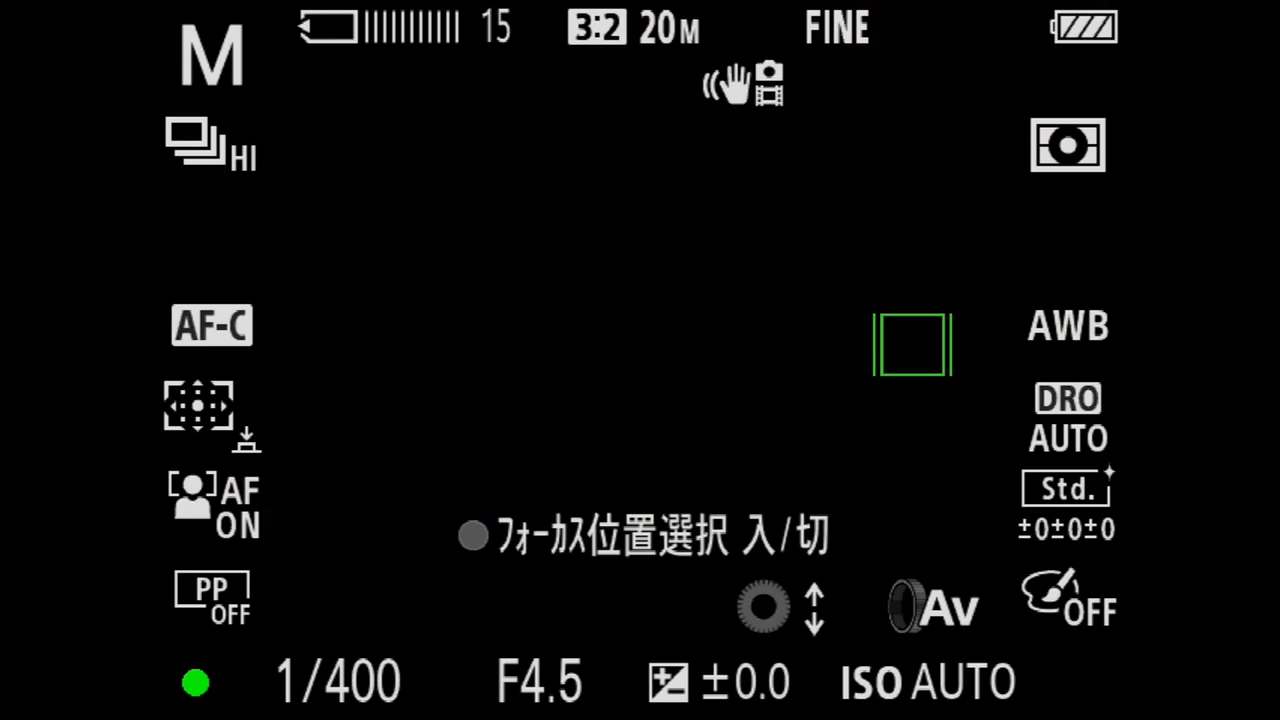 M
15
3:2 20M
FINE
HI
AF-C
AWB
DRO
AUTO
AF
ON
Std.
±0±0±0
フォーカス位置選択 入/切
PP
OFF
Av
OFF
1/400
F4.5
±0.0
ISO AUTO